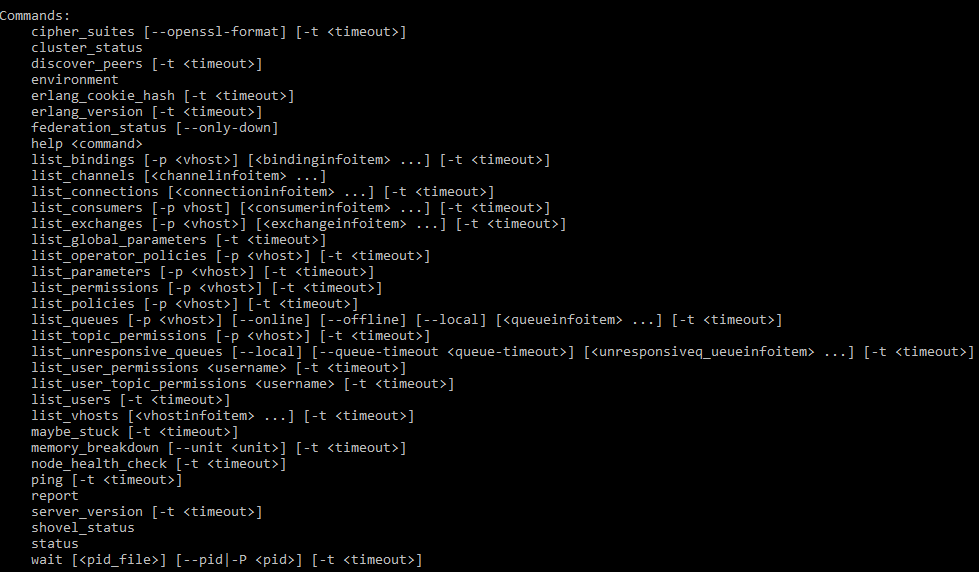 Commands:
cipher_suites [--openssl-format] [-t <timeout>]
cluster_status
discover_peers [-t <timeout>]
environment
erlang_cookie_hash [-t <timeout>]
erlang_version [-t <timeout>]
federation_status [--only-down]
help <command>
list_bindings [-p <vhost>] [<bindinginfoitem> ...] [-t <timeout>]
list_channels [<channelinfoitem> ...]
list_connections [<connectioninfoitem> ...] [-t <timeout>]
list_consumers [-p vhost] [<consumerinfoitem> ...] [-t <timeout>]
list_exchanges [-p <vhost>] [<exchangeinfoitem> ...] [-t <timeout>]
list_global_parameters [-t <timeout>]
list_operator_policies [-p <vhost>] [-t <timeout>]
list_parameters [-p <vhost>] [-t <timeout>]
list_permissions [-p <vhost>] [-t <timeout>]
list_policies [-p <vhost>] [-t <timeout>]
list_queues [-p <vhost>] [--online] [--offline] [--local] [<queueinfoitem> ...] [-t <timeout>]
list_topic_permissions [-p <vhost>] [-t <timeout>]
list_unresponsive_queues [--local] [--queue-timeout <queue-timeout>] [<unresponsiveq_ueueinfoitem> ...] [-t <timeout>]
list_user_permissions <username> [-t <timeout>]
list_user_topic_permissions <username> [-t <timeout>]
list_users [-t <timeout>]
list_vhosts [<vhostinfoitem> ...] [-t <timeout>]
maybe_stuck [-t <timeout>]
memory_breakdown [--unit <unit>] [-t <timeout>]
node_health_check [-t <timeout>]
ping [-t <timeout>]
report
server_version [-t <timeout>]
shovel_status
status
wait [<pid_file>] [--pid|-P <pid>] [-t <timeout>]